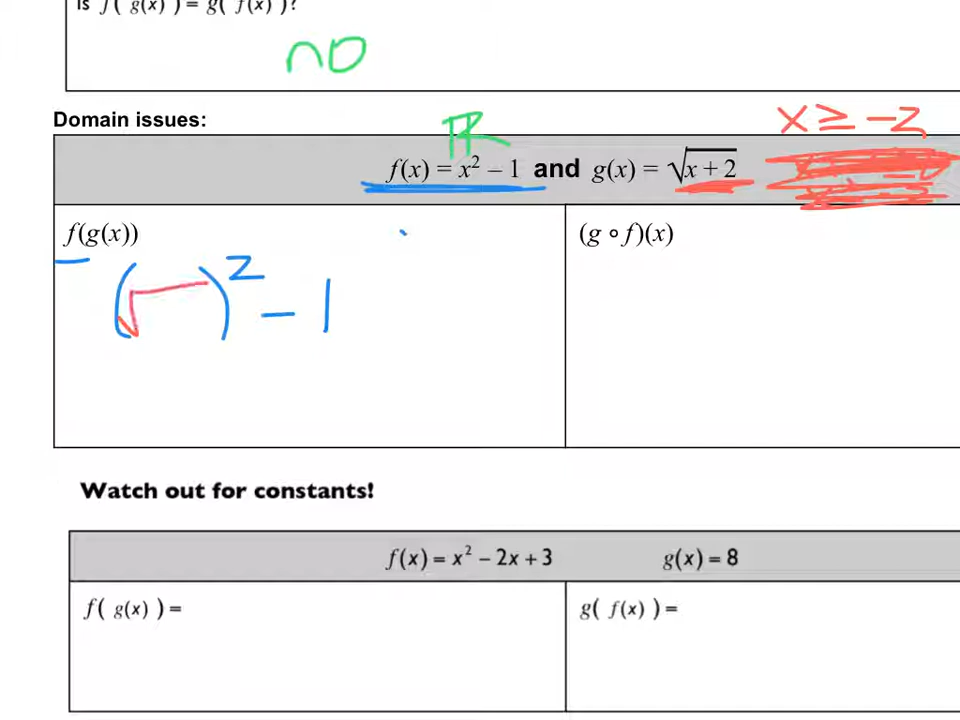 Is f( g(x) ) = g( f(x) )?
no
Domain issues:
ℝ
x ≥ -2
f(x) = x² – 1 and g(x) = √(x + 2)
f(g(x))
(g ∘ f)(x)
(√ )² - 1
Watch out for constants!
f(x) = x² – 2x + 3 g(x) = 8
f( g(x) ) =
g( f(x) ) =